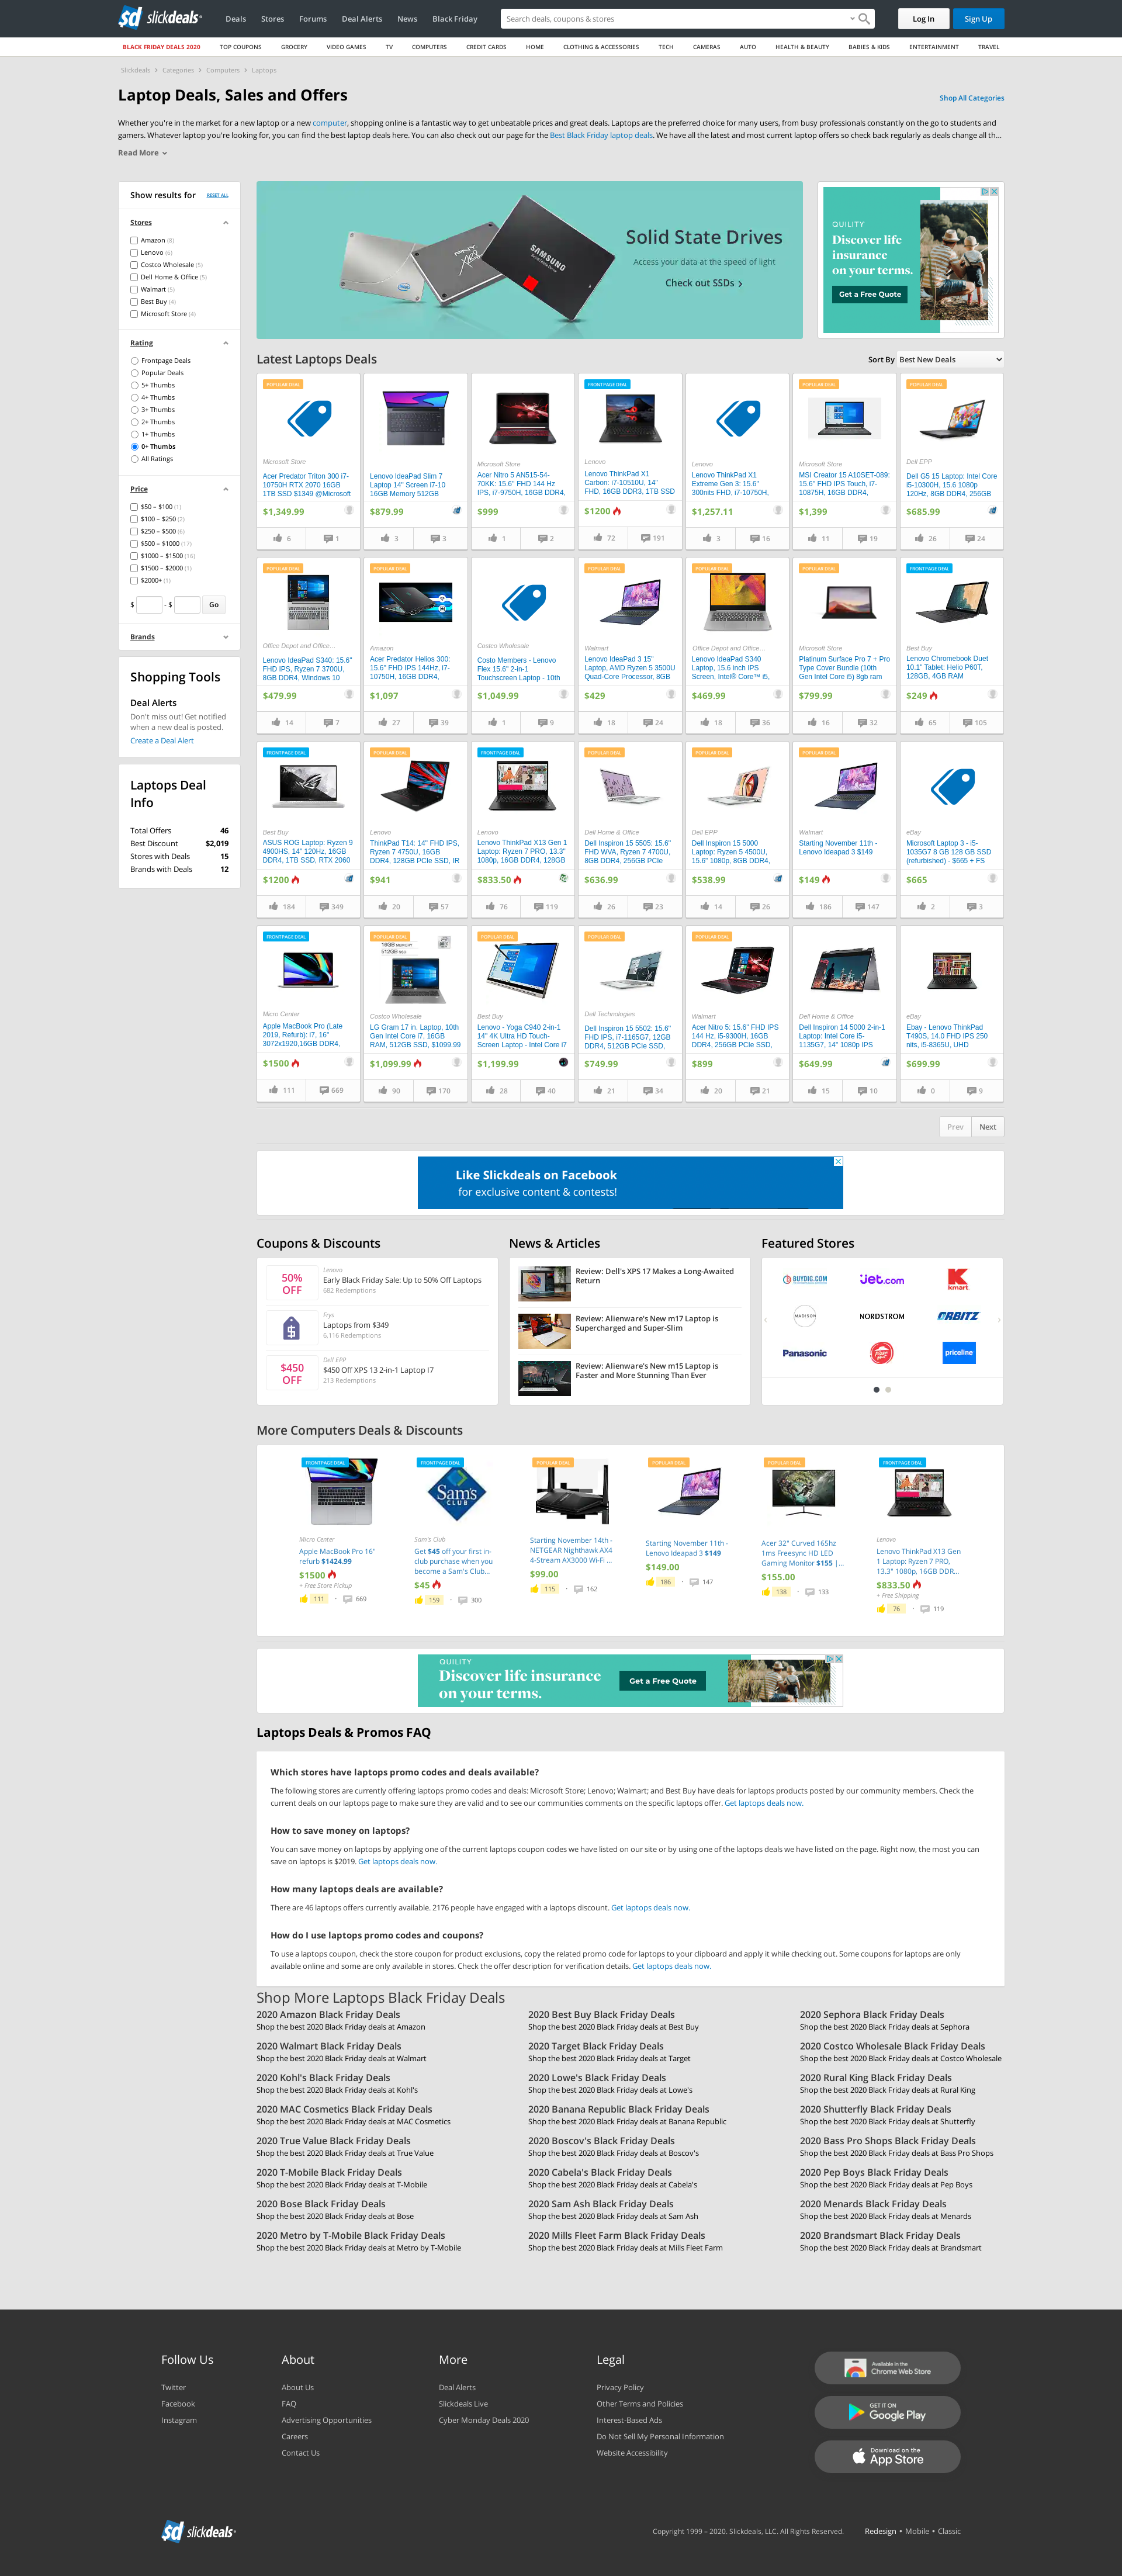 sd slickdeals
Deals Stores Forums Deal Alerts News Black Friday
Search deals, coupons & stores
Log In
Sign Up
BLACK FRIDAY DEALS 2020 TOP COUPONS GROCERY VIDEO GAMES TV COMPUTERS CREDIT CARDS HOME CLOTHING & ACCESSORIES TECH CAMERAS AUTO HEALTH & BEAUTY BABIES & KIDS ENTERTAINMENT TRAVEL
Slickdeals > Categories > Computers > Laptops
Laptop Deals, Sales and Offers
Shop All Categories
Whether you're in the market for a new laptop or a new computer, shopping online is a fantastic way to get unbeatable prices and great deals. Laptops are the preferred choice for many users, from busy professionals constantly on the go to students and
gamers. Whatever laptop you're looking for, you can find the best laptop deals here. You can also check out our page for the Best Black Friday laptop deals. We have all the latest and most current laptop offers so check back regularly as deals change all th...
Read More
Show results for RESET ALL
Stores
Amazon (8)
Lenovo (6)
Costco Wholesale (5)
Dell Home & Office (5)
Walmart (5)
Best Buy (4)
Microsoft Store (4)
Rating
Frontpage Deals
Popular Deals
5+ Thumbs
4+ Thumbs
3+ Thumbs
2+ Thumbs
1+ Thumbs
0+ Thumbs
All Ratings
Price
$50 – $100 (1)
$100 – $250 (2)
$250 – $500 (6)
$500 – $1000 (17)
$1000 – $1500 (16)
$1500 – $2000 (1)
$2000+ (1)
$ - $ Go
Brands
Shopping Tools
Deal Alerts
Don't miss out! Get notified
when a new deal is posted.
Create a Deal Alert
Laptops Deal
Info
Total Offers 46
Best Discount $2,019
Stores with Deals 15
Brands with Deals 12
intel
SAMSUNG
Solid State Drives
Access your data at the speed of light
Check out SSDs >
QUILITY
Discover life
insurance
on your terms.
Get a Free Quote
Latest Laptops Deals
Sort By Best New Deals
POPULAR DEAL
Microsoft Store
Acer Predator Triton 300 i7-
10750H RTX 2070 16GB
1TB SSD $1349 @Microsoft
$1,349.99
6 1
Lenovo IdeaPad Slim 7
Laptop 14" Screen i7-10
16GB Memory 512GB
$879.99
3 3
Microsoft Store
Acer Nitro 5 AN515-54-
70KK: 15.6" FHD 144 Hz
IPS, i7-9750H, 16GB DDR4,
$999
1 2
FRONTPAGE DEAL
Lenovo
Lenovo ThinkPad X1
Carbon: i7-10510U, 14"
FHD, 16GB DDR3, 1TB SSD
$1200
72 191
Lenovo
Lenovo ThinkPad X1
Extreme Gen 3: 15.6"
300nits FHD, i7-10750H,
$1,257.11
3 16
POPULAR DEAL
Microsoft Store
MSI Creator 15 A10SET-089:
15.6" FHD IPS Touch, i7-
10875H, 16GB DDR4,
$1,399
11 19
POPULAR DEAL
Dell EPP
Dell G5 15 Laptop: Intel Core
i5-10300H, 15.6 1080p
120Hz, 8GB DDR4, 256GB
$685.99
26 24
POPULAR DEAL
Office Depot and Office...
Lenovo IdeaPad S340: 15.6"
FHD IPS, Ryzen 7 3700U,
8GB DDR4, Windows 10
$479.99
14 7
POPULAR DEAL
Amazon
Acer Predator Helios 300:
15.6" FHD IPS 144Hz, i7-
10750H, 16GB DDR4,
$1,097
27 39
Costco Wholesale
Costo Members - Lenovo
Flex 15.6" 2-in-1
Touchscreen Laptop - 10th
$1,049.99
1 9
POPULAR DEAL
Walmart
Lenovo IdeaPad 3 15"
Laptop, AMD Ryzen 5 3500U
Quad-Core Processor, 8GB
$429
18 24
POPULAR DEAL
Office Depot and Office...
Lenovo IdeaPad S340
Laptop, 15.6 inch IPS
Screen, Intel® Core™ i5,
$469.99
18 36
POPULAR DEAL
Microsoft Store
Platinum Surface Pro 7 + Pro
Type Cover Bundle (10th
Gen Intel Core i5) 8gb ram
$799.99
16 32
FRONTPAGE DEAL
Best Buy
Lenovo Chromebook Duet
10.1" Tablet: Helio P60T,
128GB, 4GB RAM
$249
65 105
FRONTPAGE DEAL
Best Buy
ASUS ROG Laptop: Ryzen 9
4900HS, 14" 120Hz, 16GB
DDR4, 1TB SSD, RTX 2060
$1200
184 349
POPULAR DEAL
Lenovo
ThinkPad T14: 14" FHD IPS,
Ryzen 7 4750U, 16GB
DDR4, 128GB PCIe SSD, IR
$941
20 57
FRONTPAGE DEAL
Lenovo
Lenovo ThinkPad X13 Gen 1
Laptop: Ryzen 7 PRO, 13.3"
1080p, 16GB DDR4, 128GB
$833.50
76 119
POPULAR DEAL
Dell Home & Office
Dell Inspiron 15 5505: 15.6"
FHD WVA, Ryzen 7 4700U,
8GB DDR4, 256GB PCIe
$636.99
26 23
POPULAR DEAL
Dell EPP
Dell Inspiron 15 5000
Laptop: Ryzen 5 4500U,
15.6" 1080p, 8GB DDR4,
$538.99
14 26
POPULAR DEAL
Walmart
Starting November 11th -
Lenovo Ideapad 3 $149
$149
186 147
eBay
Microsoft Laptop 3 - i5-
1035G7 8 GB 128 GB SSD
(refurbished) - $665 + FS
$665
2 3
FRONTPAGE DEAL
Micro Center
Apple MacBook Pro (Late
2019, Refurb): i7, 16"
3072x1920,16GB DDR4,
$1500
111 669
POPULAR DEAL
16GB MEMORY
512GB SSD
Costco Wholesale
LG Gram 17 in. Laptop, 10th
Gen Intel Core i7, 16GB
RAM, 512GB SSD, $1099.99
$1,099.99
90 170
POPULAR DEAL
Best Buy
Lenovo - Yoga C940 2-in-1
14" 4K Ultra HD Touch-
Screen Laptop - Intel Core i7
$1,199.99
28 40
POPULAR DEAL
Dell Technologies
Dell Inspiron 15 5502: 15.6"
FHD IPS, i7-1165G7, 12GB
DDR4, 512GB PCIe SSD,
$749.99
21 34
POPULAR DEAL
Walmart
Acer Nitro 5: 15.6" FHD IPS
144 Hz, i5-9300H, 16GB
DDR4, 256GB PCIe SSD,
$899
20 21
Dell Home & Office
Dell Inspiron 14 5000 2-in-1
Laptop: Intel Core i5-
1135G7, 14" 1080p IPS
$649.99
15 10
eBay
Ebay - Lenovo ThinkPad
T490S, 14.0 FHD IPS 250
nits, i5-8365U, UHD
$699.99
0 9
Prev Next
Like Slickdeals on Facebook
for exclusive content & contests!
Coupons & Discounts
50%
OFF
Lenovo
Early Black Friday Sale: Up to 50% Off Laptops
682 Redemptions
Frys
Laptops from $349
6,116 Redemptions
$450
OFF
Dell EPP
$450 Off XPS 13 2-in-1 Laptop I7
213 Redemptions
News & Articles
Review: Dell's XPS 17 Makes a Long-Awaited
Return
Review: Alienware's New m17 Laptop is
Supercharged and Super-Slim
Review: Alienware's New m15 Laptop is
Faster and More Stunning Than Ever
Featured Stores
BUYDIG.COM jet.com kmart
MADISON NORDSTROM ORBITZ
Panasonic Pizza Hut priceline
More Computers Deals & Discounts
FRONTPAGE DEAL
Micro Center
Apple MacBook Pro 16"
refurb $1424.99
$1500
+ Free Store Pickup
111 669
FRONTPAGE DEAL
Sam's CLUB
Sam's Club
Get $45 off your first in-
club purchase when you
become a Sam's Club...
$45
159 300
POPULAR DEAL
Starting November 14th -
NETGEAR Nighthawk AX4
4-Stream AX3000 Wi-Fi ...
$99.00
115 162
POPULAR DEAL
Starting November 11th -
Lenovo Ideapad 3 $149
$149.00
186 147
POPULAR DEAL
Acer 32" Curved 165hz
1ms Freesync HD LED
Gaming Monitor $155 |...
$155.00
138 133
FRONTPAGE DEAL
Lenovo
Lenovo ThinkPad X13 Gen
1 Laptop: Ryzen 7 PRO,
13.3" 1080p, 16GB DDR...
$833.50
+ Free Shipping
76 119
QUILITY
Discover life insurance
on your terms.
Get a Free Quote
Laptops Deals & Promos FAQ
Which stores have laptops promo codes and deals available?
The following stores are currently offering laptops promo codes and deals: Microsoft Store; Lenovo; Walmart; and Best Buy have deals for laptops products posted by our community members. Check the
current deals on our laptops page to make sure they are valid and to see our communities comments on the specific laptops offer. Get laptops deals now.
How to save money on laptops?
You can save money on laptops by applying one of the current laptops coupon codes we have listed on our site or by using one of the laptops deals we have listed on the page. Right now, the most you can
save on laptops is $2019. Get laptops deals now.
How many laptops deals are available?
There are 46 laptops offers currently available. 2176 people have engaged with a laptops discount. Get laptops deals now.
How do I use laptops promo codes and coupons?
To use a laptops coupon, check the store coupon for product exclusions, copy the related promo code for laptops to your clipboard and apply it while checking out. Some coupons for laptops are only
available online and some are only available in stores. Check the offer description for verification details. Get laptops deals now.
Shop More Laptops Black Friday Deals
2020 Amazon Black Friday Deals
Shop the best 2020 Black Friday deals at Amazon
2020 Best Buy Black Friday Deals
Shop the best 2020 Black Friday deals at Best Buy
2020 Sephora Black Friday Deals
Shop the best 2020 Black Friday deals at Sephora
2020 Walmart Black Friday Deals
Shop the best 2020 Black Friday deals at Walmart
2020 Target Black Friday Deals
Shop the best 2020 Black Friday deals at Target
2020 Costco Wholesale Black Friday Deals
Shop the best 2020 Black Friday deals at Costco Wholesale
2020 Kohl's Black Friday Deals
Shop the best 2020 Black Friday deals at Kohl's
2020 Lowe's Black Friday Deals
Shop the best 2020 Black Friday deals at Lowe's
2020 Rural King Black Friday Deals
Shop the best 2020 Black Friday deals at Rural King
2020 MAC Cosmetics Black Friday Deals
Shop the best 2020 Black Friday deals at MAC Cosmetics
2020 Banana Republic Black Friday Deals
Shop the best 2020 Black Friday deals at Banana Republic
2020 Shutterfly Black Friday Deals
Shop the best 2020 Black Friday deals at Shutterfly
2020 True Value Black Friday Deals
Shop the best 2020 Black Friday deals at True Value
2020 Boscov's Black Friday Deals
Shop the best 2020 Black Friday deals at Boscov's
2020 Bass Pro Shops Black Friday Deals
Shop the best 2020 Black Friday deals at Bass Pro Shops
2020 T-Mobile Black Friday Deals
Shop the best 2020 Black Friday deals at T-Mobile
2020 Cabela's Black Friday Deals
Shop the best 2020 Black Friday deals at Cabela's
2020 Pep Boys Black Friday Deals
Shop the best 2020 Black Friday deals at Pep Boys
2020 Bose Black Friday Deals
Shop the best 2020 Black Friday deals at Bose
2020 Sam Ash Black Friday Deals
Shop the best 2020 Black Friday deals at Sam Ash
2020 Menards Black Friday Deals
Shop the best 2020 Black Friday deals at Menards
2020 Metro by T-Mobile Black Friday Deals
Shop the best 2020 Black Friday deals at Metro by T-Mobile
2020 Mills Fleet Farm Black Friday Deals
Shop the best 2020 Black Friday deals at Mills Fleet Farm
2020 Brandsmart Black Friday Deals
Shop the best 2020 Black Friday deals at Brandsmart
Follow Us
Twitter
Facebook
Instagram
About
About Us
FAQ
Advertising Opportunities
Careers
Contact Us
More
Deal Alerts
Slickdeals Live
Cyber Monday Deals 2020
Legal
Privacy Policy
Other Terms and Policies
Interest-Based Ads
Do Not Sell My Personal Information
Website Accessibility
Available in the
Chrome Web Store
GET IT ON
Google Play
Download on the
App Store
sd slickdeals
Copyright 1999 – 2020. Slickdeals, LLC. All Rights Reserved. Redesign • Mobile • Classic